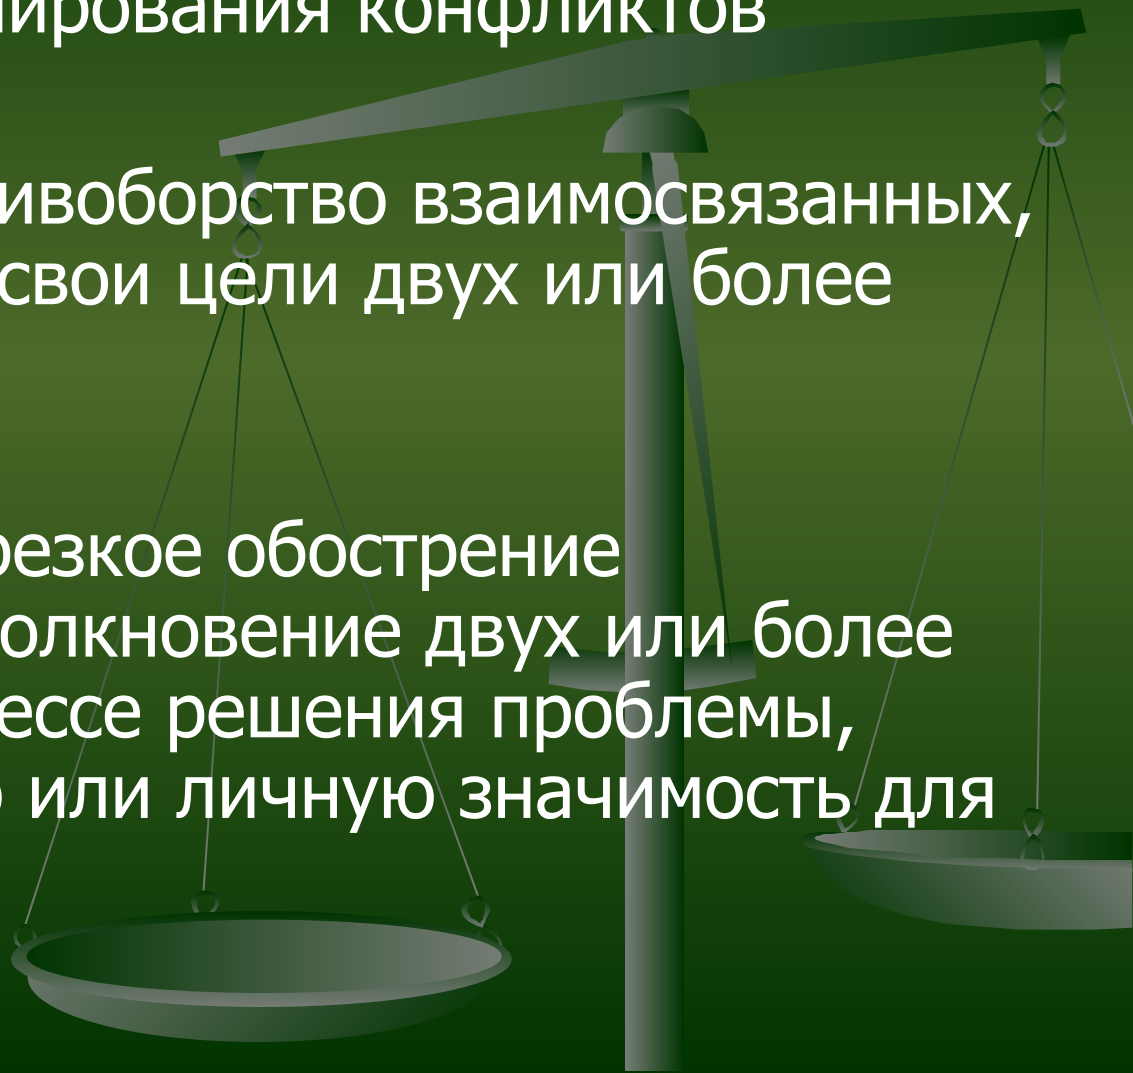 ирования конфликтов
ивоборство взаимосвязанных,
свои цели двух или более
резкое обострение
олкновение двух или более
ессе решения проблемы,
или личную значимость для